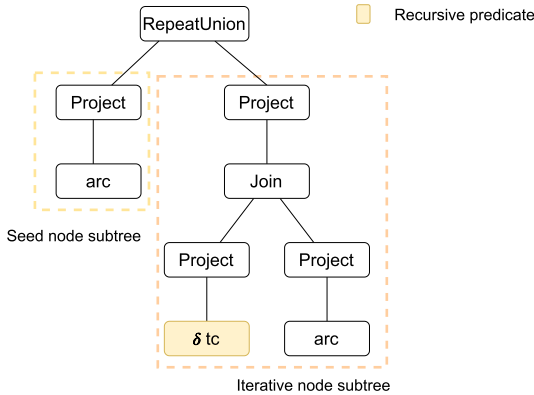 RepeatUnion
Recursive predicate
Project
Project
arc
Join
Seed node subtree
Project
Project
δ tc
arc
Iterative node subtree